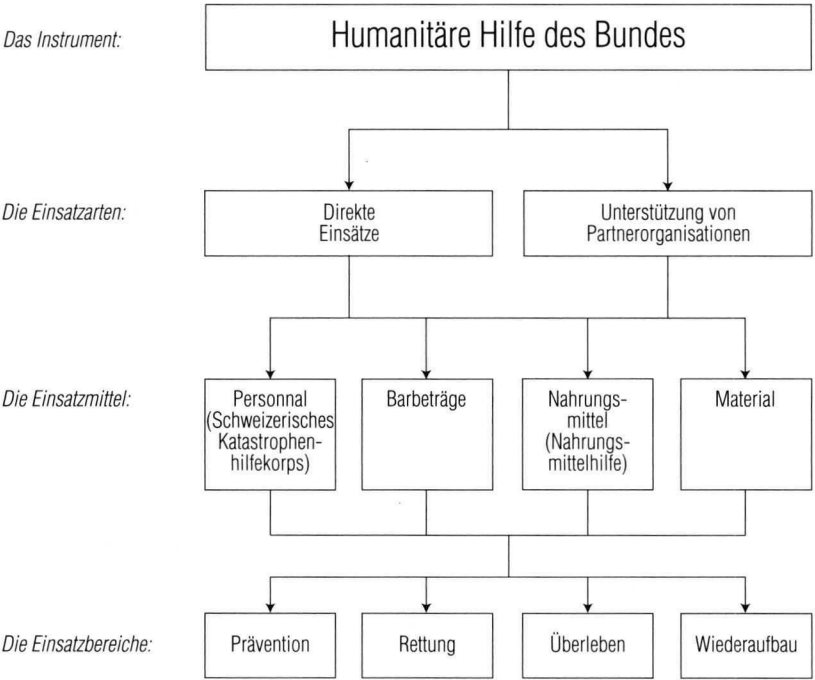 Das Instrument:
Humanitäre Hilfe des Bundes
Die Einsatzarten:
Direkte
Einsätze
Unterstützung von
Partnerorganisationen
Die Einsatzmittel:
Personnal
(Schweizerisches
Katastrophen-
hilfekorps)
Barbeträge
Nahrungs-
mittel
(Nahrungs-
mittelhilfe)
Material
Die Einsatzbereiche:
Prävention
Rettung
Überleben
Wiederaufbau